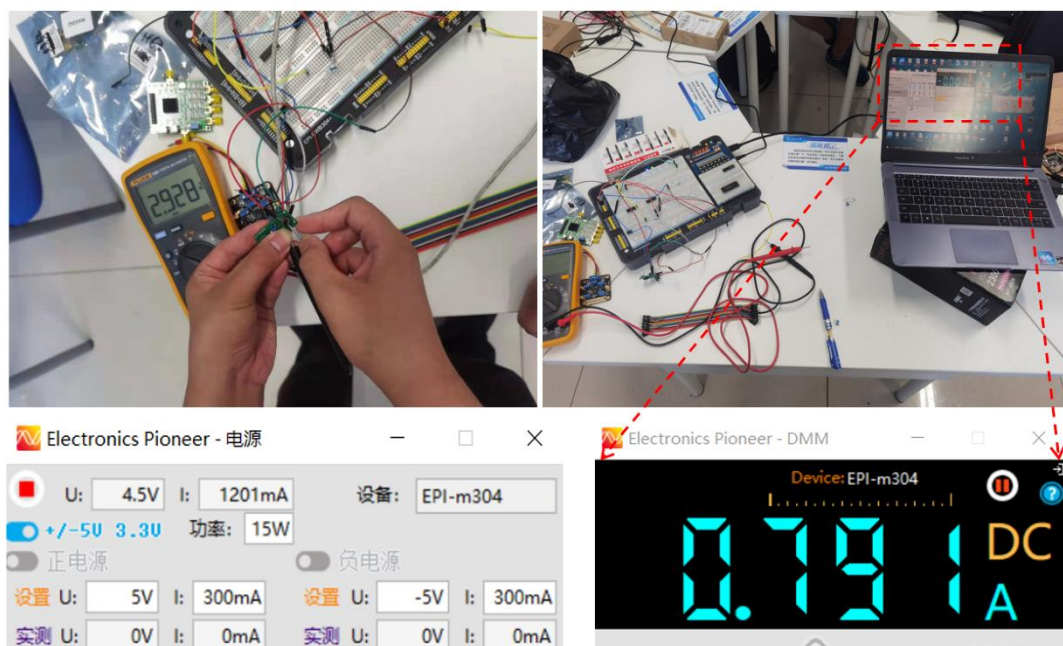 2.928
Electronics Pioneer - 电源
U: 4.5V I: 1201mA 设备: EPI-m304
+/-5V 3.3V 功率: 15W
正电源 负电源
设置 U: 5V I: 300mA 设置 U: -5V I: 300mA
实测 U: 0V I: 0mA 实测 U: 0V I: 0mA
Electronics Pioneer - DMM
Device: EPI-m304
0.791 DC
A